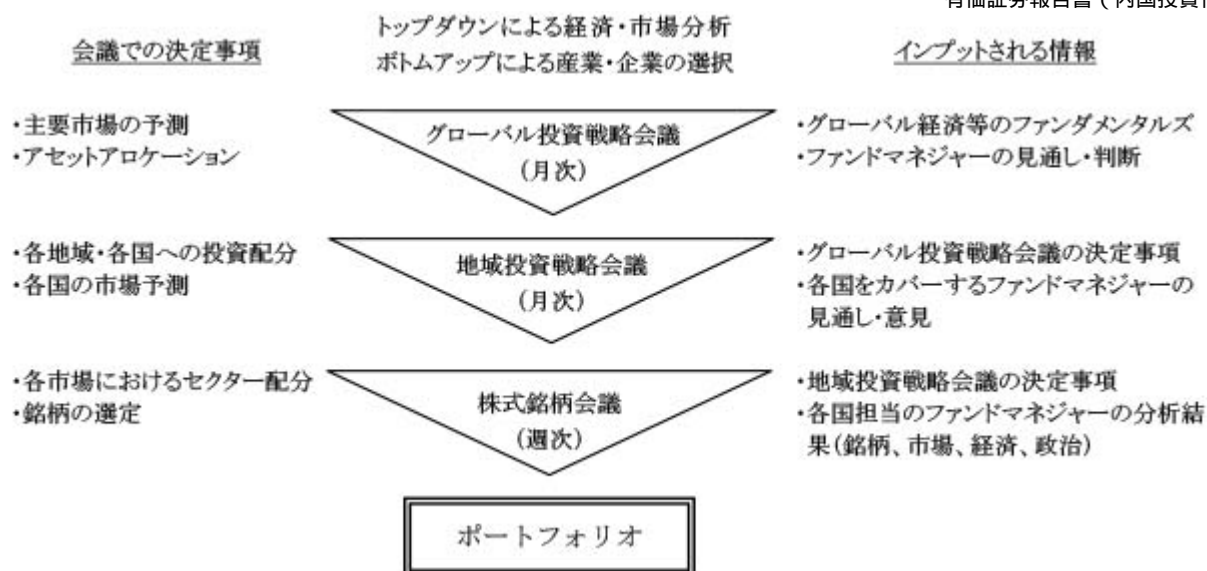 有価証券報告書(内国投資信
トップダウンによる経済・市場分析
ボトムアップによる産業・企業の選択
会議での決定事項
インプットされる情報
・主要市場の予測
・アセットアロケーション
グローバル投資戦略会議
(月次)
・グローバル経済等のファンダメンタルズ
・ファンドマネジャーの見通し・判断
・各地域・各国への投資配分
・各国の市場予測
地域投資戦略会議
(月次)
・グローバル投資戦略会議の決定事項
・各国をカバーするファンドマネジャーの
見通し・意見
・各市場におけるセクター配分
・銘柄の選定
株式銘柄会議
(週次)
・地域投資戦略会議の決定事項
・各国担当のファンドマネジャーの分析結
果(銘柄、市場、経済、政治)
ポートフォリオ